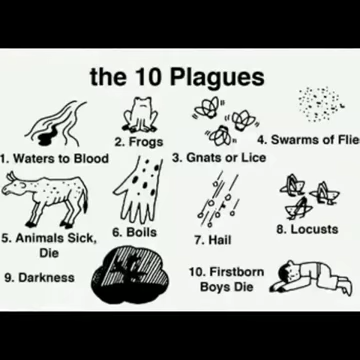 the 10 Plagues
1. Waters to Blood
2. Frogs
3. Gnats or Lice
4. Swarms of Flie
5. Animals Sick,
Die
6. Boils
7. Hail
8. Locusts
9. Darkness
10. Firstborn
Boys Die